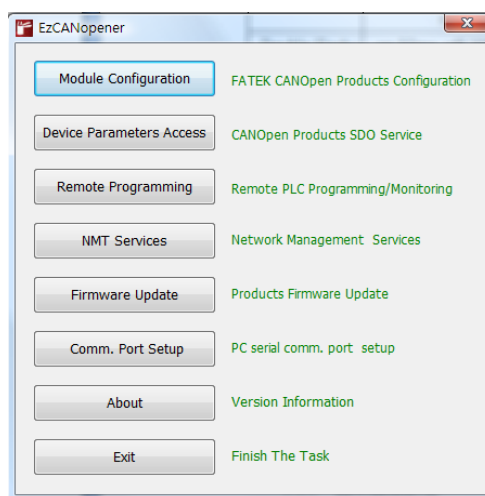 EzCANopener
Module Configuration FATEK CANOpen Products Configuration
Device Parameters Access CANOpen Products SDO Service
Remote Programming Remote PLC Programming/Monitoring
NMT Services Network Management Services
Firmware Update Products Firmware Update
Comm. Port Setup PC serial comm. port setup
About Version Information
Exit Finish The Task